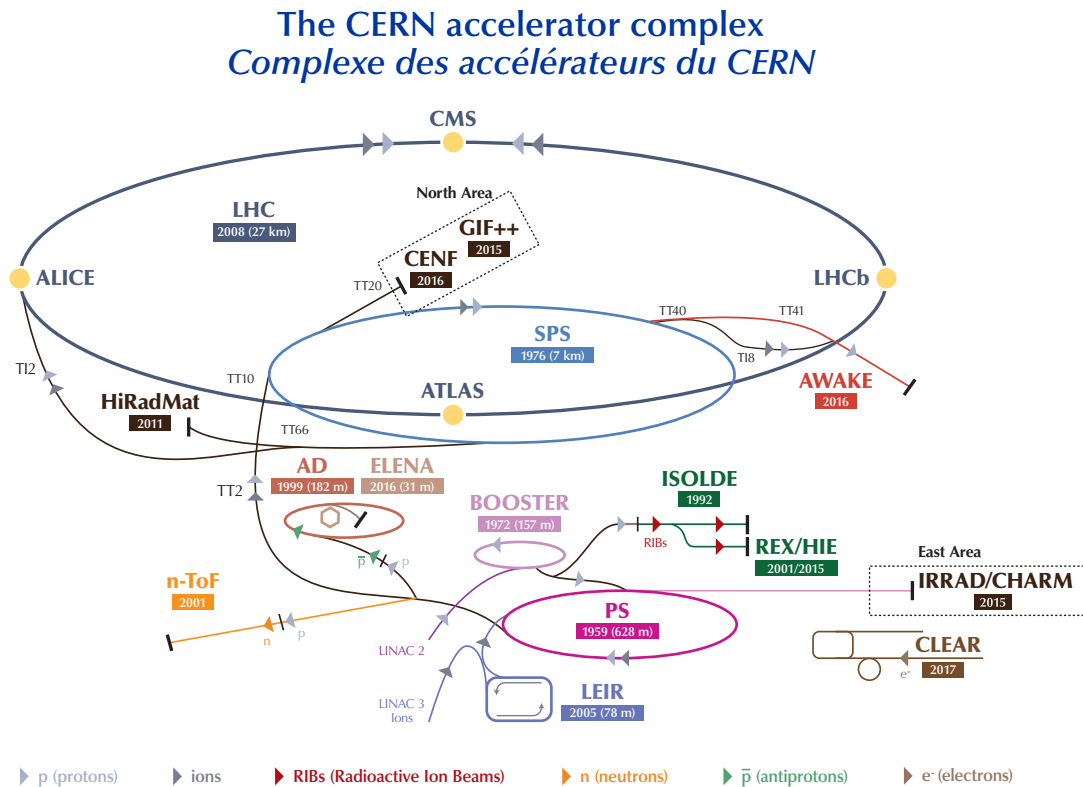 The CERN accelerator complex
Complexe des accélérateurs du CERN
CMS
North Area
LHC
2008 (27 km)
GIF++
2015
CENF
2016
ALICE
LHCb
TT20
TT40
TT41
SPS
1976 (7 km)
TI8
TI2
TT10
ATLAS
AWAKE
2016
HiRadMat
2011
TT66
AD
1999 (182 m)
ELENA
2016 (31 m)
TT2
ISOLDE
1992
BOOSTER
1972 (157 m)
RIBs
REX/HIE
2001/2015
East Area
p̅
p
n-ToF
2001
IRRAD/CHARM
2015
PS
1959 (628 m)
n
p
LINAC 2
CLEAR
2017
e-
LINAC 3
Ions
LEIR
2005 (78 m)
p (protons)
ions
RIBs (Radioactive Ion Beams)
n (neutrons)
p̅ (antiprotons)
e- (electrons)